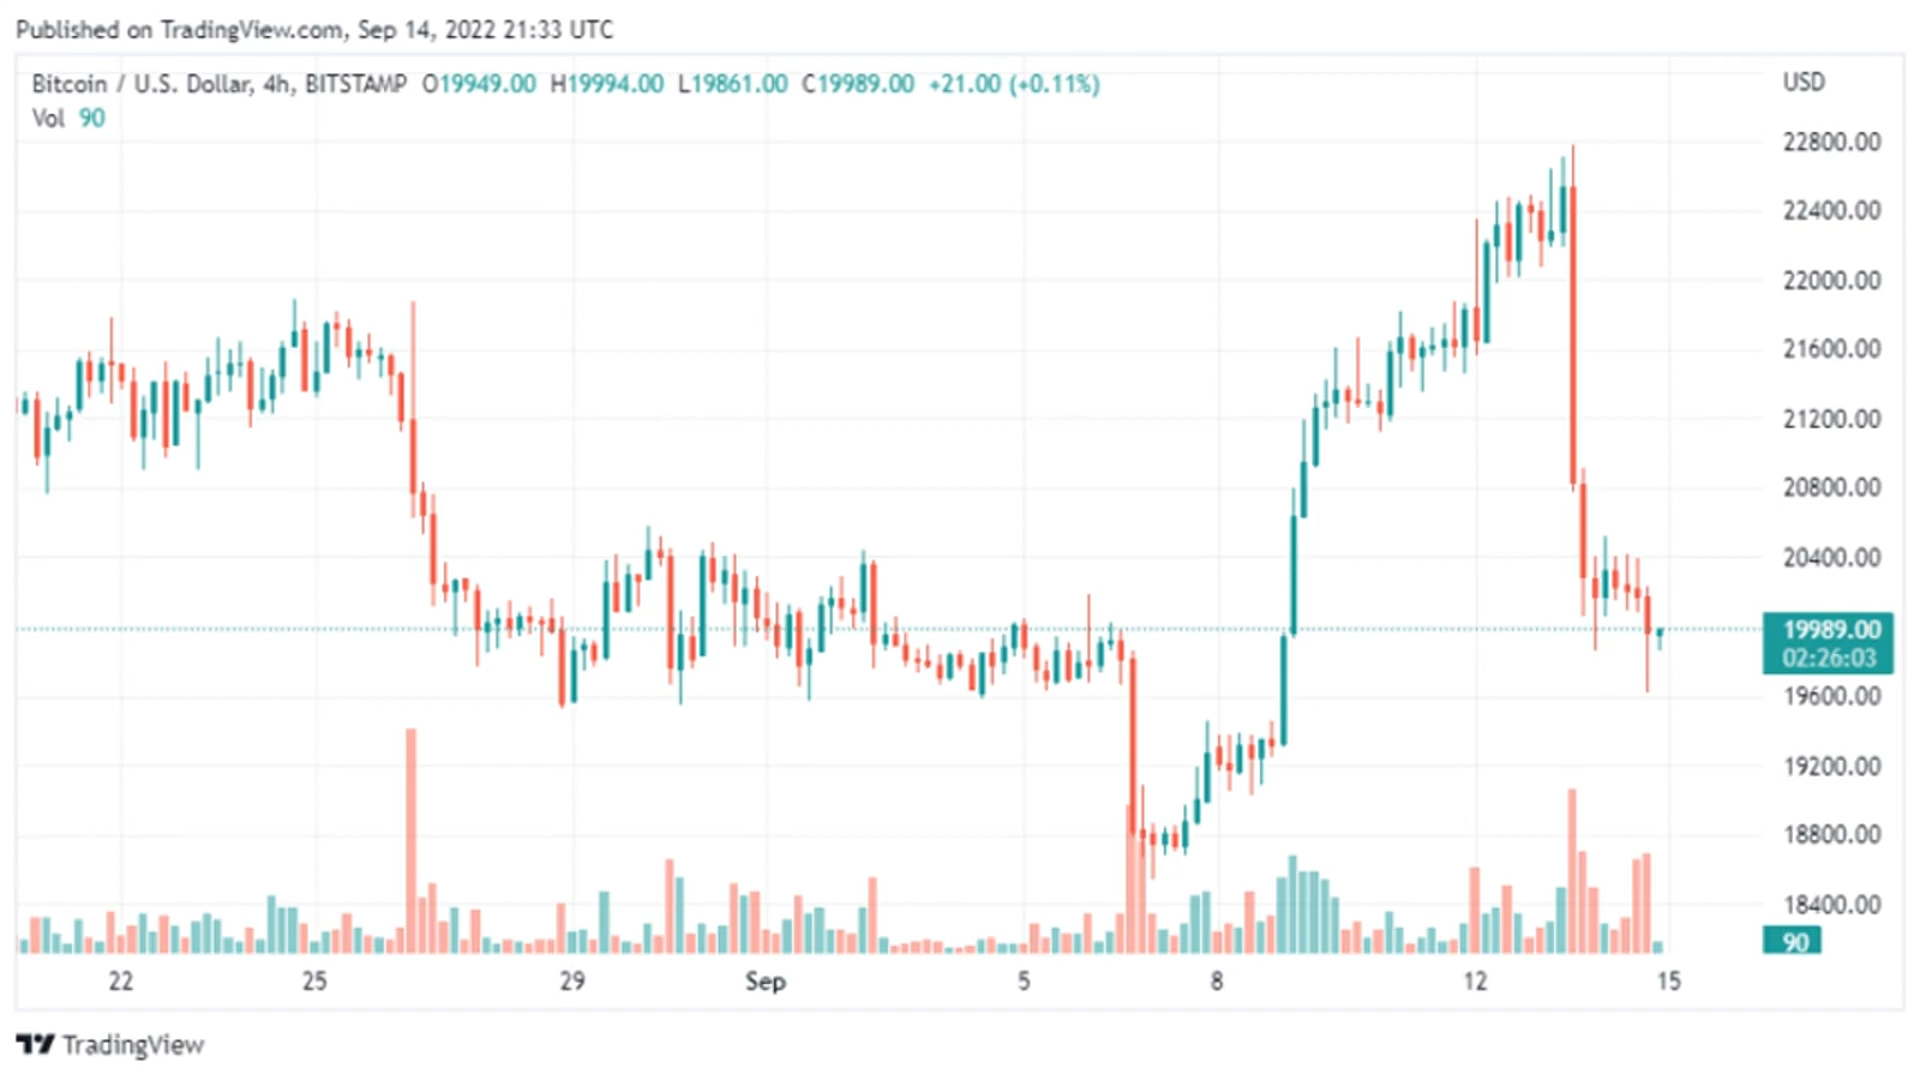 Published on TradingView.com, Sep 14, 2022 21:33 UTC
Bitcoin / U.S. Dollar, 4h, BITSTAMP O19949.00 H19994.00 L19861.00 C19989.00 +21.00 (+0.11%)
Vol 90
USD
22800.00
22400.00
22000.00
21600.00
21200.00
20800.00
20400.00
19989.00
02:26:03
19600.00
19200.00
18800.00
18400.00
90
22 25 29 Sep 5 8 12 15
TradingView